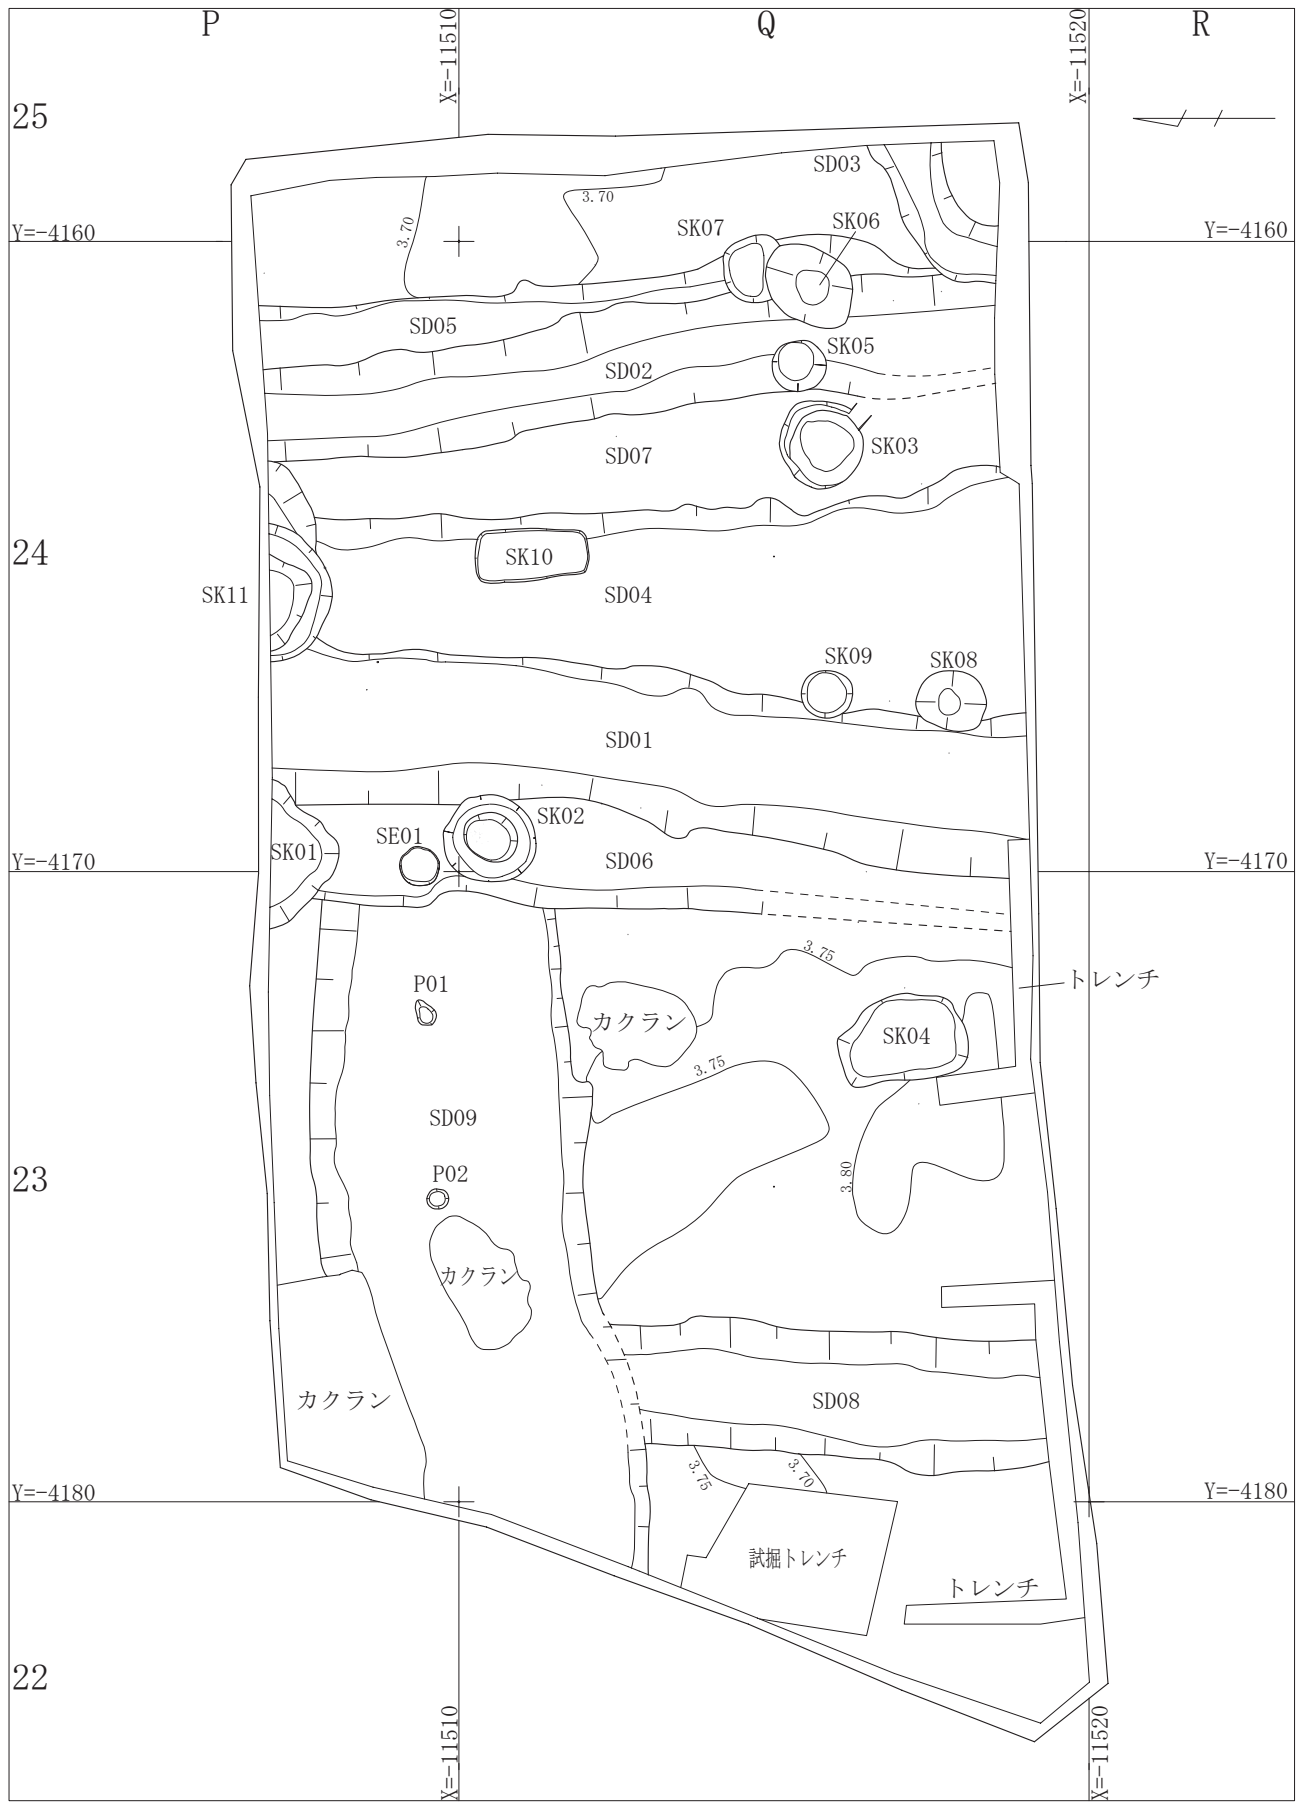 P
Q
R
X=-11510
X=-11520
25
SD03
3.70
3.70
SK07
SK06
Y=-4160
Y=-4160
SD05
SK05
SD02
SK03
SD07
24
SK10
SK11
SD04
SK09
SK08
SD01
SK02
SE01
SK01
SD06
Y=-4170
Y=-4170
3.75
トレンチ
P01
カクラン
SK04
3.75
SD09
P02
3.80
23
カクラン
カクラン
SD08
3.75
3.70
Y=-4180
Y=-4180
試掘トレンチ
トレンチ
22
X=-11510
X=-11520